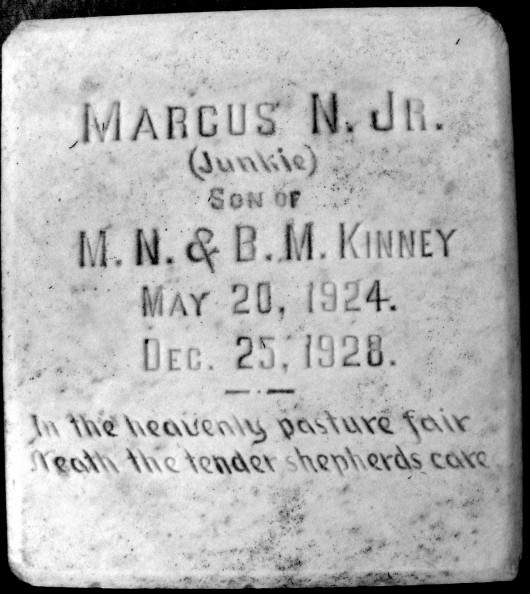 MARCUS N. JR.
(Junkie)
SON OF
M. N. & B. M. KINNEY
MAY 20, 1924.
DEC. 25, 1928.
In the heavenly pasture fair
Neath the tender shepherds care